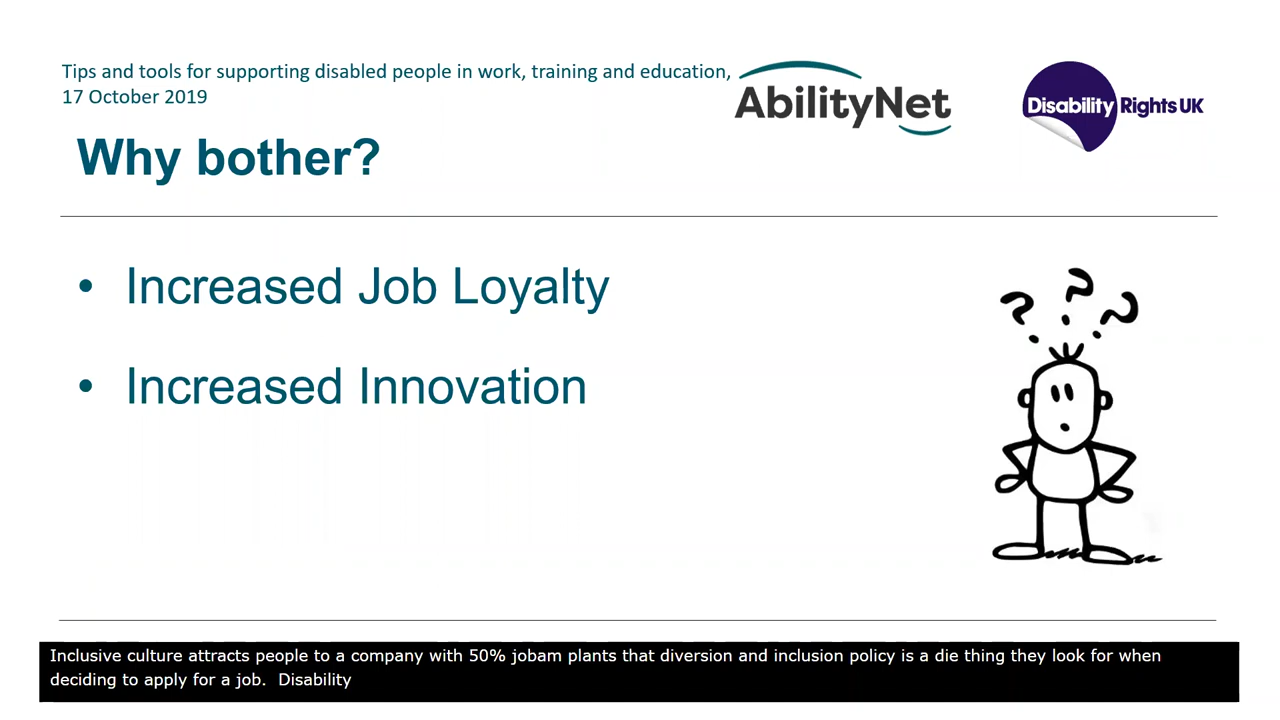 Tips and tools for supporting disabled people in work, training and education,
17 October 2019
AbilityNet
Disability Rights UK
Why bother?
• Increased Job Loyalty
• Increased Innovation
? ? ?
Inclusive culture attracts people to a company with 50% jobam plants that diversion and inclusion policy is a die thing they look for when
deciding to apply for a job.  Disability